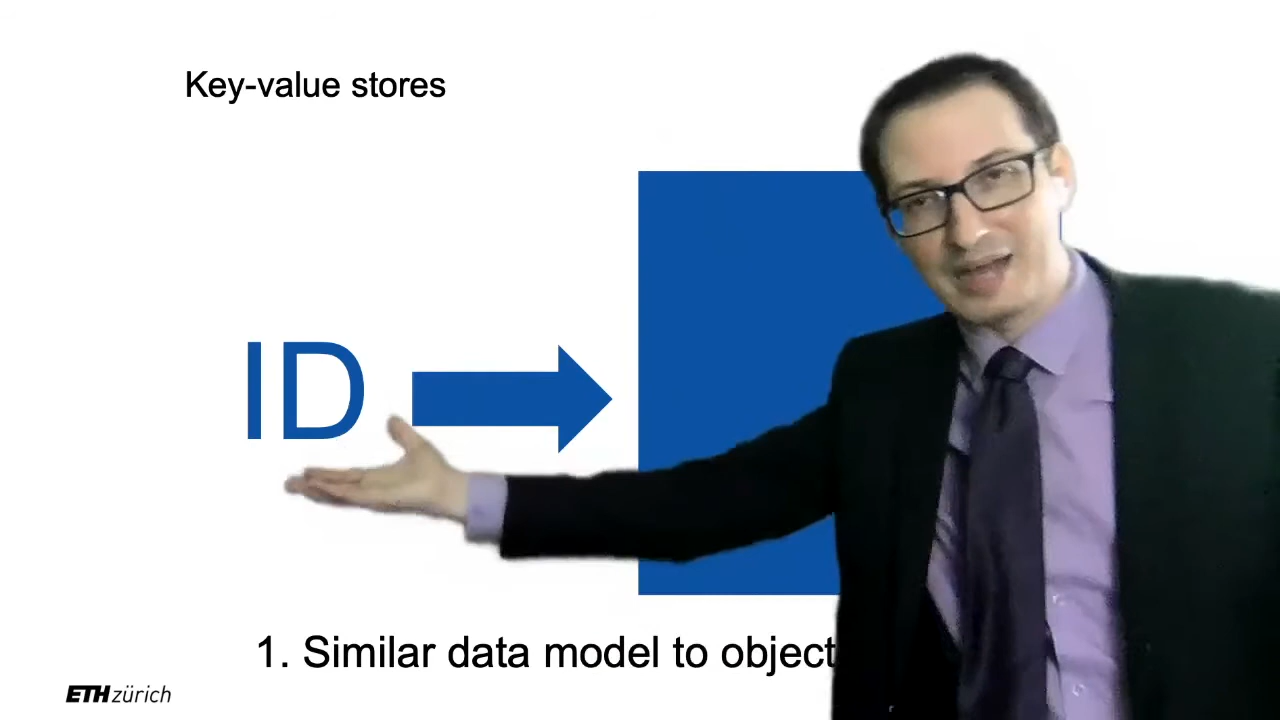 Key-value stores
ID
1. Similar data model to object
ETH zürich